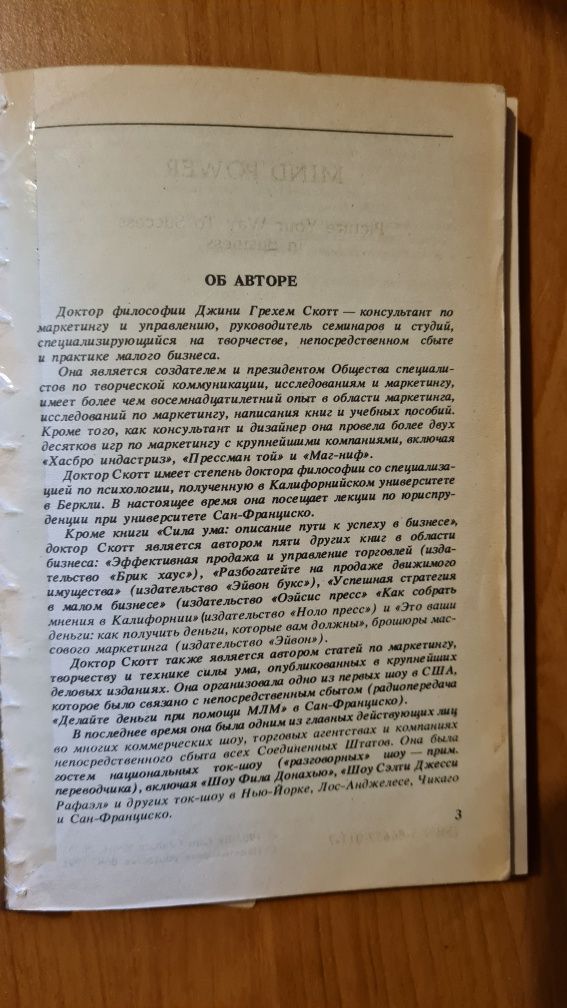 MIND POWER
Picture Your Way To Success
in Business
ОБ АВТОРЕ
Доктор философии Джини Грехем Скотт — консультант по
маркетингу и управлению, руководитель семинаров и студий,
специализирующийся на творчестве, непосредственном сбыте
и практике малого бизнеса.
Она является создателем и президентом Общества специали-
стов по творческой коммуникации, исследованиям и маркетингу,
имеет более чем восемнадцатилетний опыт в области маркетинга,
исследований по маркетингу, написания книг и учебных пособий.
Кроме того, как консультант и дизайнер она провела более двух
десятков игр по маркетингу с крупнейшими компаниями, включая
«Хасбро индастриз», «Прессман той» и «Маг-ниф».
Доктор Скотт имеет степень доктора философии со специализа-
цией по психологии, полученную в Калифорнийском университете
в Беркли. В настоящее время она посещает лекции по юриспру-
денции при университете Сан-Франциско.
Кроме книги «Сила ума: описание пути к успеху в бизнесе»,
доктор Скотт является автором пяти других книг в области
бизнеса: «Эффективная продажа и управление торговлей (изда-
тельство «Брик хаус»), «Разбогатейте на продаже движимого
имущества» (издательство «Эйвон букс»), «Успешная стратегия
в малом бизнесе» (издательство «Оэйсис пресс» «Как собрать
мнения в Калифорнии»(издательство «Ноло пресс») и «Это ваши
деньги: как получить деньги, которые вам должны», брошюры мас-
сового маркетинга (издательство «Эйвон»).
Доктор Скотт также является автором статей по маркетингу,
творчеству и технике силы ума, опубликованных в крупнейших
деловых изданиях. Она организовала одно из первых шоу в США,
которое было связано с непосредственным сбытом (радиопередача
«Делайте деньги при помощи МЛМ» в Сан-Франциско).
В последнее время она была одним из главных действующих лиц
во многих коммерческих шоу, торговых агентствах и компаниях
непосредственного сбыта всех Соединенных Штатов. Она была
гостем национальных ток-шоу («разговорных» шоу — прим.
переводчика), включая «Шоу Фила Донахью», «Шоу Сэлти Джесси
Рафаэл» и других ток-шоу в Нью-Йорке, Лос-Анджелесе, Чикаго
и Сан-Франциско.
3